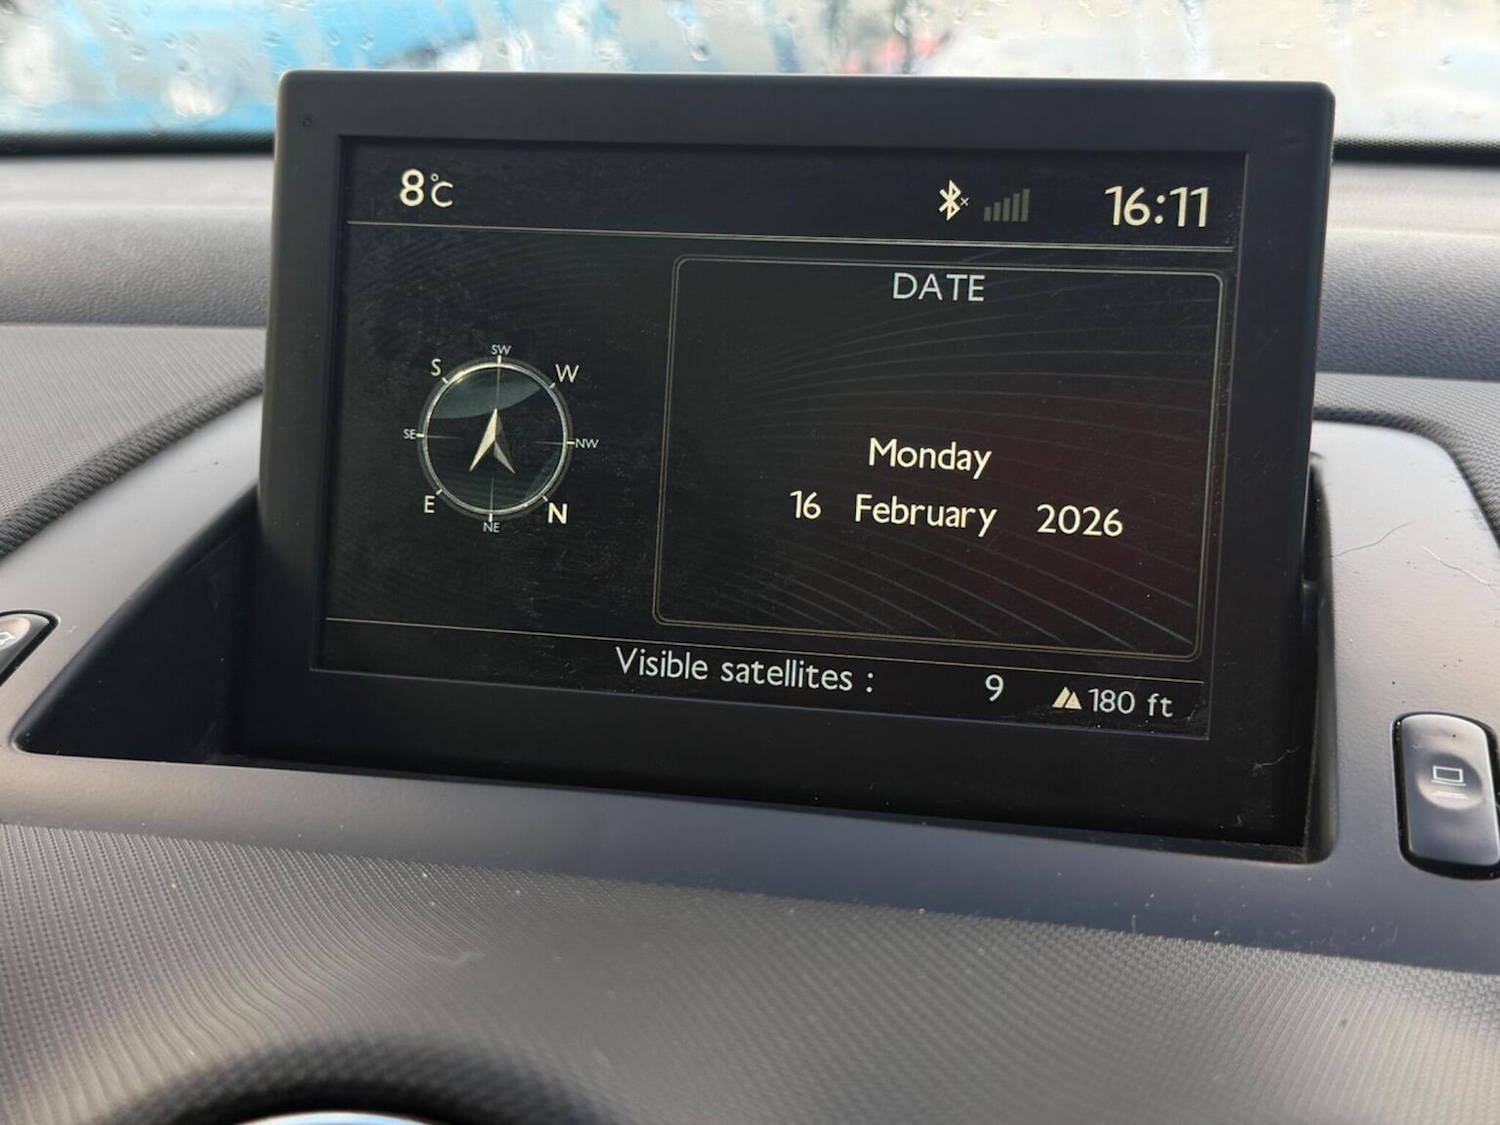 8°C 16:11
DATE
SW
S W
SE NW
E N
NE
Monday
16 February 2026
Visible satellites : 9 180 ft